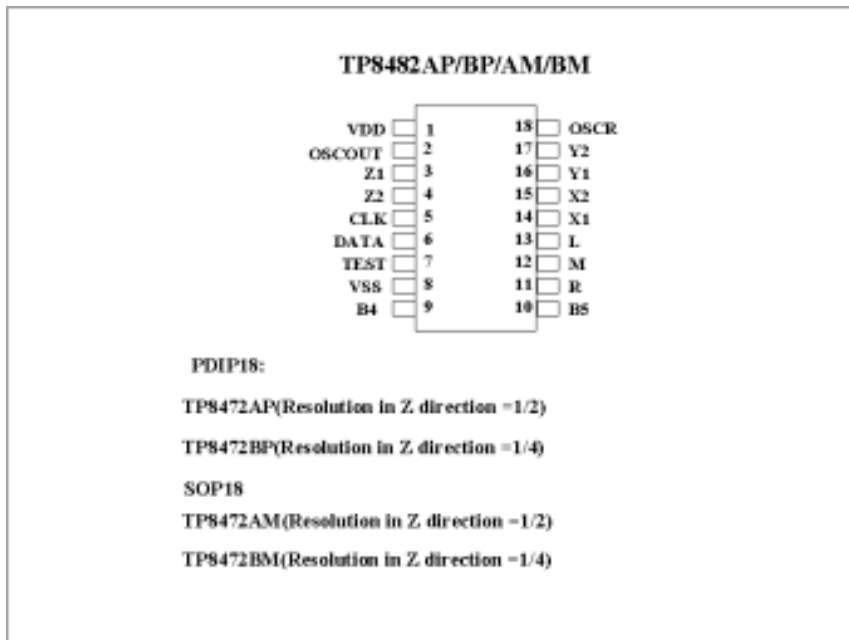 TP8482AP/BP/AM/BM
VDD 1 18 OSCR
OSCOUT 2 17 Y2
Z1 3 16 Y1
Z2 4 15 X2
CLK 5 14 X1
DATA 6 13 L
TEST 7 12 M
VSS 8 11 R
B4 9 10 B5
PDIP18:
TP8472AP(Resolution in Z direction =1/2)
TP8472BP(Resolution in Z direction =1/4)
SOP18
TP8472AM(Resolution in Z direction =1/2)
TP8472BM(Resolution in Z direction =1/4)